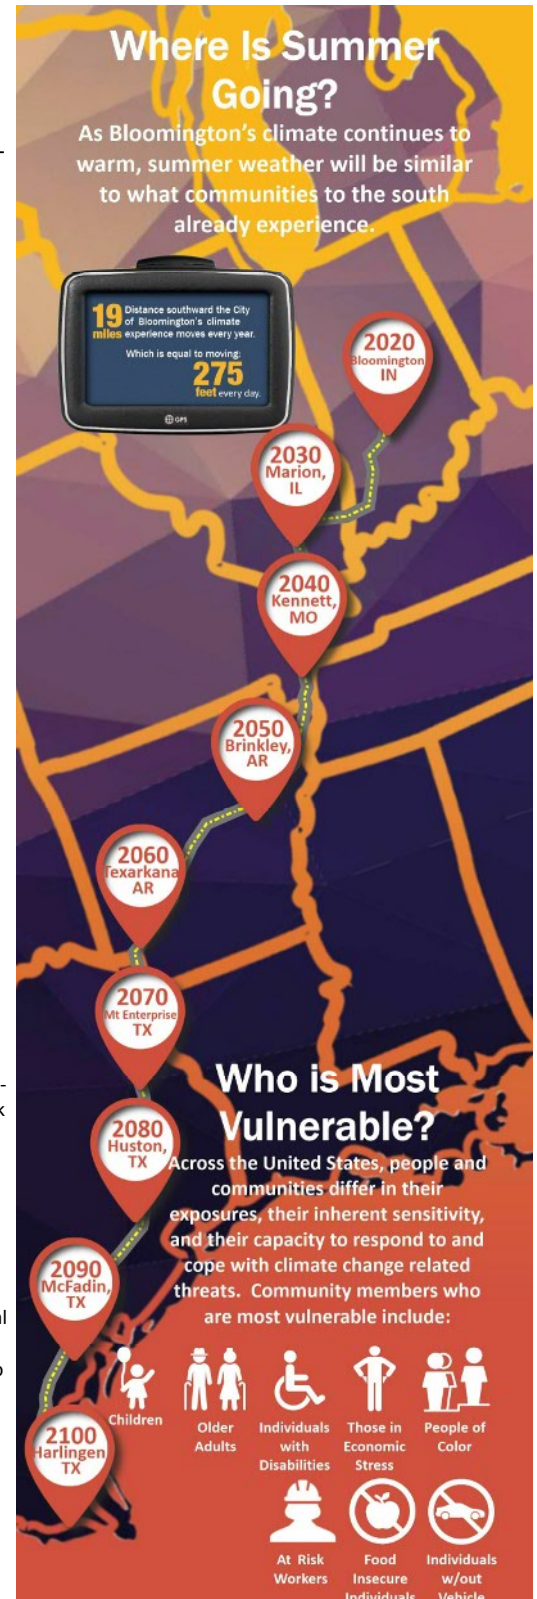 Where Is Summer
Going?
As Bloomington's climate continues to
warm, summer weather will be similar
to what communities to the south
already experience.
19 Distance southward the City
of Bloomington's climate
miles experience moves every year.
Which is equal to moving:
275
feet every day.
GPS
2020
Bloomington
IN
2030
Marion,
IL
2040
Kennett,
MO
2050
Brinkley,
AR
2060
Texarkana
AR
2070
Mt Enterprise
TX
2080
Huston,
TX
2090
McFadin,
TX
2100
Harlingen
TX
Who is Most
Vulnerable?
Across the United States, people and
communities differ in their
exposures, their inherent sensitivity,
and their capacity to respond to and
cope with climate change related
threats.  Community members who
are most vulnerable include:
Children
Older
Adults
Individuals
with
Disabilities
Those in
Economic
Stress
People of
Color
At Risk
Workers
Food
Insecure
Individuals
Individuals
w/out
Vehicle